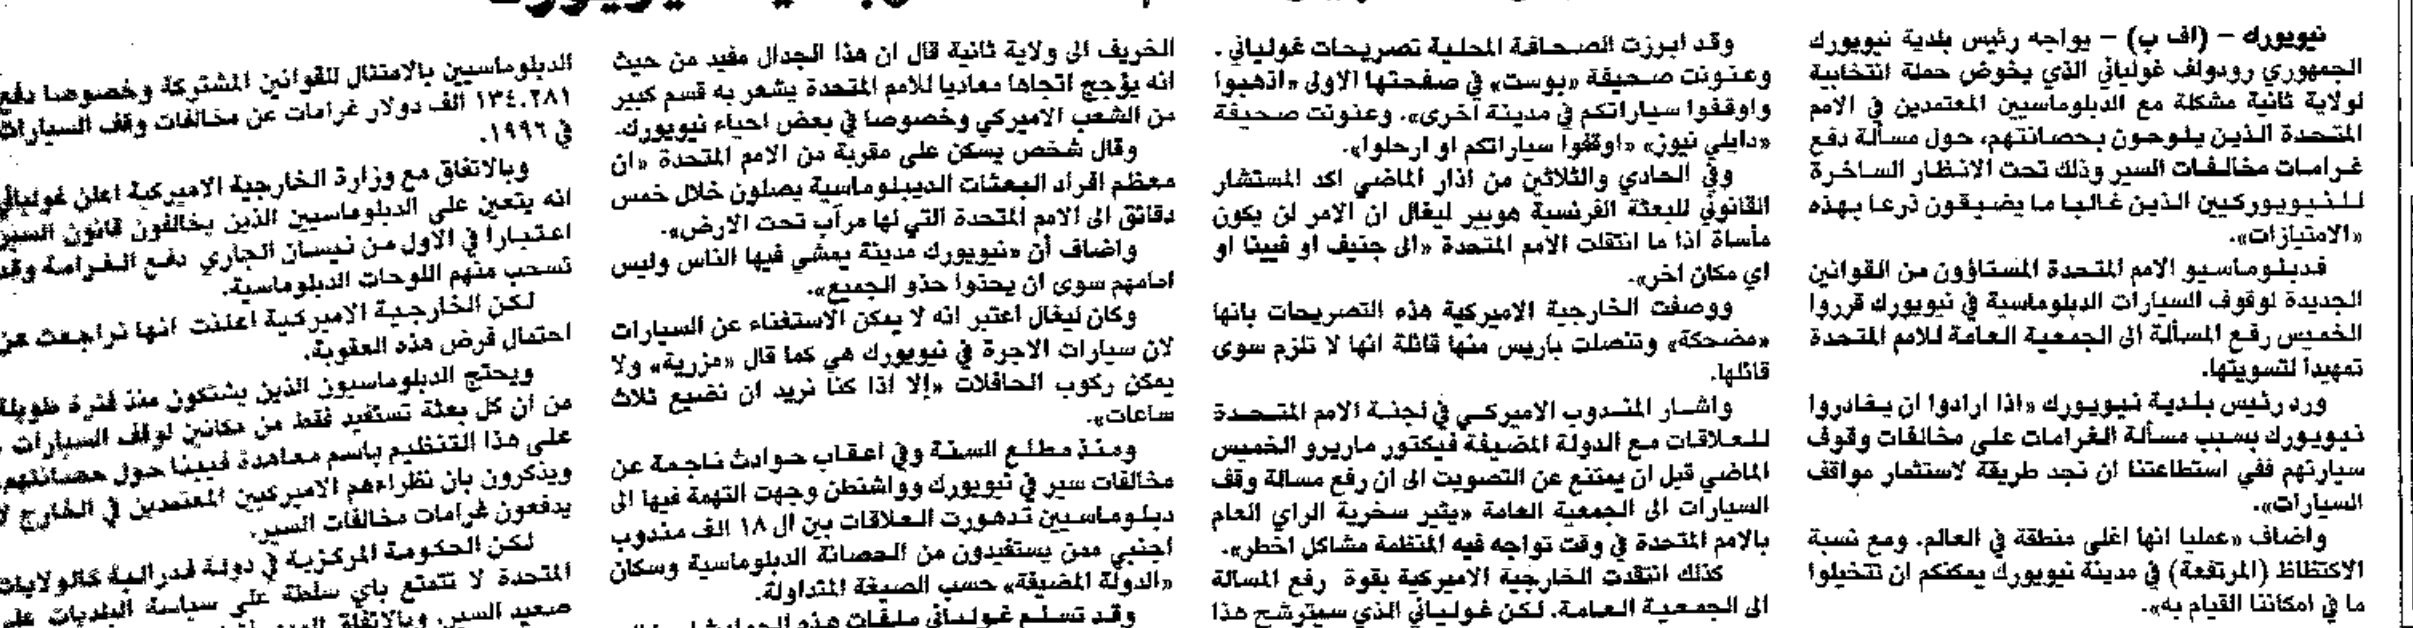 نيويورك – (اف ب) – يواجه رئيس بلدية نيويورك
الجمهوري رودولف غولياني الذي يخوض حملة انتخابية
لولاية ثانية مشكلة مع الدبلوماسيين المعتمدين في الامم
المتحدة الذين يلوحون بحصانتهم، حول مسألة دفع
غرامات مخالفات السير وذلك تحت الانظار الساخرة
للنيويوركيين الذين غالبا ما يضيقون ذرعا بهذه
«الامتيازات».
فدبلوماسيو الامم المتحدة المستاؤون من القوانين
الجديدة لوقوف السيارات الدبلوماسية في نيويورك قرروا
الخميس رفع المسألة الى الجمعية العامة للامم المتحدة
تمهيدا لتسويتها.
ورد رئيس بلدية نيويورك «اذا ارادوا ان يغادروا
نيويورك بسبب مسألة الغرامات على مخالفات وقوف
سيارتهم ففي استطاعتنا ان نجد طريقة لاستثمار مواقف
السيارات».
واضاف «عمليا انها اغلى منطقة في العالم. ومع نسبة
الاكتظاظ (المرتفعة) في مدينة نيويورك يمكنكم ان تتخيلوا
ما في امكاننا القيام به».
وقد ابرزت الصحافة المحلية تصريحات غولياني.
وعنونت صحيفة «بوست» في صفحتها الاولى «اذهبوا
واوقفوا سياراتكم في مدينة أخرى». وعنونت صحيفة
«دايلي نيوز» «اوقفوا سياراتكم او ارحلوا».
وفي الحادي والثلاثين من اذار الماضي اكد المستشار
القانوني للبعثة الفرنسية هوبير ليغال ان الامر لن يكون
مأساة اذا ما انتقلت الامم المتحدة «الى جنيف او فيينا او
اي مكان اخر».
ووصفت الخارجية الاميركية هذه التصريحات بانها
«مضحكة» وتنصلت باريس منها قائلة انها لا تلزم سوى
قائلها.
واشار المندوب الاميركي في لجنة الامم المتحدة
للعلاقات مع الدولة المضيفة فيكتور ماريرو الخميس
الماضي قبل ان يمتنع عن التصويت الى ان رفع مسالة وقف
السيارات الى الجمعية العامة «يثير سخرية الراي العام
بالامم المتحدة في وقت تواجه فيه المنظمة مشاكل اخطر».
كذلك انتقدت الخارجية الاميركية بقوة رفع المسالة
الى الجمعية العامة. لكن غولياني الذي سيترشح هذا
الخريف الى ولاية ثانية قال ان هذا الجدال مفيد من حيث
انه يؤجج اتجاها معاديا للامم المتحدة يشعر به قسم كبير
من الشعب الاميركي وخصوصا في بعض احياء نيويورك.
وقال شخص يسكن على مقربة من الامم المتحدة «ان
معظم افراد البعثات الديبلوماسية يصلون خلال خمس
دقائق الى الامم المتحدة التي لها مرآب تحت الارض».
واضاف أن «نيويورك مدينة يمشي فيها الناس وليس
امامهم سوى ان يحذوا حذو الجميع».
وكان ليغال اعتبر انه لا يمكن الاستغناء عن السيارات
لان سيارات الاجرة في نيويورك هي كما قال «مزرية» ولا
يمكن ركوب الحافلات «إلا اذا كنا نريد ان نضيع ثلاث
ساعات».
ومنذ مطلع السنة وفي اعقاب حوادث ناجمة عن
مخالفات سير في نيويورك وواشنطن وجهت التهمة فيها الى
دبلوماسيين تدهورت العلاقات بين ال ١٨ الف مندوب
اجنبي ممن يستفيدون من الحصانة الدبلوماسية وسكان
«الدولة المضيفة» حسب الصيغة المتداولة.
وقد تسلم غولياني ملفات هذه
الدبلوماسيين بالامتثال للقوانين المشتركة وخصوصا دفع
١٣٤،٢٨١ الف دولار غرامات عن مخالفات وقف السيارات
في ١٩٩٦.
وبالاتفاق مع وزارة الخارجية الاميركية اعلن غولياني
انه يتعين على الدبلوماسيين الذين يخالفون قانون السير
اعتبارا في الاول من نيسان الجاري دفع الغرامة وقد
تسحب منهم اللوحات الدبلوماسية.
لكن الخارجية الاميركية اعلنت انها تراجعت عن
احتمال فرض هذه العقوبة.
ويحتج الدبلوماسيون الذين يشتكون منذ فترة طويلة
من ان كل بعثة تستفيد فقط من مكانين لوقف السيارات،
على هذا التنظيم باسم معاهدة فيينا حول حصانتهم
ويذكرون بان نظراءهم الاميركيين المعتمدين في الخارج لا
يدفعون غرامات مخالفات السير.
لكن الحكومة المركزية في دولة فدرالية كالولايات
المتحدة لا تتمتع باي سلطة على سياسة البلديات على
صعيد السير. وبالاتفاق